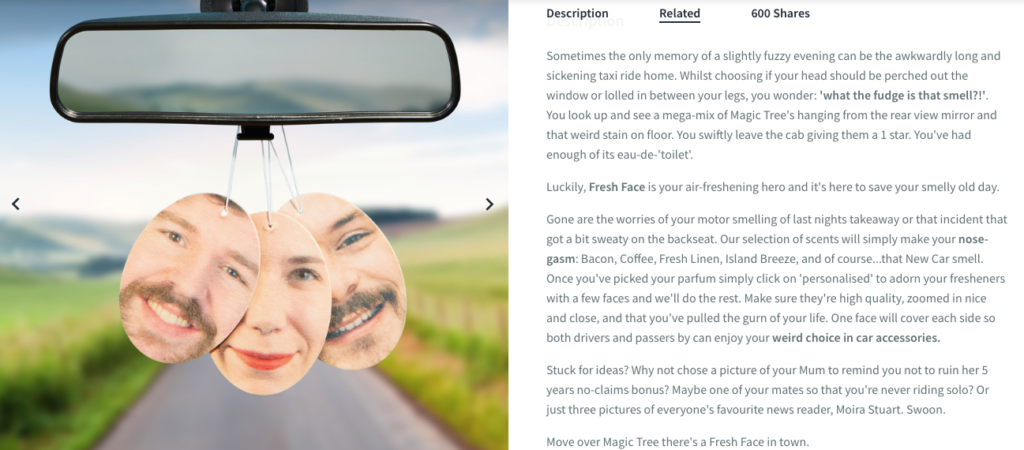 Description Related 600 Shares
Description
Sometimes the only memory of a slightly fuzzy evening can be the awkwardly long and
sickening taxi ride home. Whilst choosing if your head should be perched out the
window or lolled in between your legs, you wonder: 'what the fudge is that smell?!'.
You look up and see a mega-mix of Magic Tree's hanging from the rear view mirror and
that weird stain on floor. You swiftly leave the cab giving them a 1 star. You've had
enough of its eau-de-'toilet'.
Luckily, Fresh Face is your air-freshening hero and it's here to save your smelly old day.
Gone are the worries of your motor smelling of last nights takeaway or that incident that
got a bit sweaty on the backseat. Our selection of scents will simply make your nose-
gasm: Bacon, Coffee, Fresh Linen, Island Breeze, and of course...that New Car smell.
Once you've picked your parfum simply click on 'personalised' to adorn your fresheners
with a few faces and we'll do the rest. Make sure they're high quality, zoomed in nice
and close, and that you've pulled the gurn of your life. One face will cover each side so
both drivers and passers by can enjoy your weird choice in car accessories.
Stuck for ideas? Why not chose a picture of your Mum to remind you not to ruin her 5
years no-claims bonus? Maybe one of your mates so that you're never riding solo? Or
just three pictures of everyone's favourite news reader, Moira Stuart. Swoon.
Move over Magic Tree there's a Fresh Face in town.